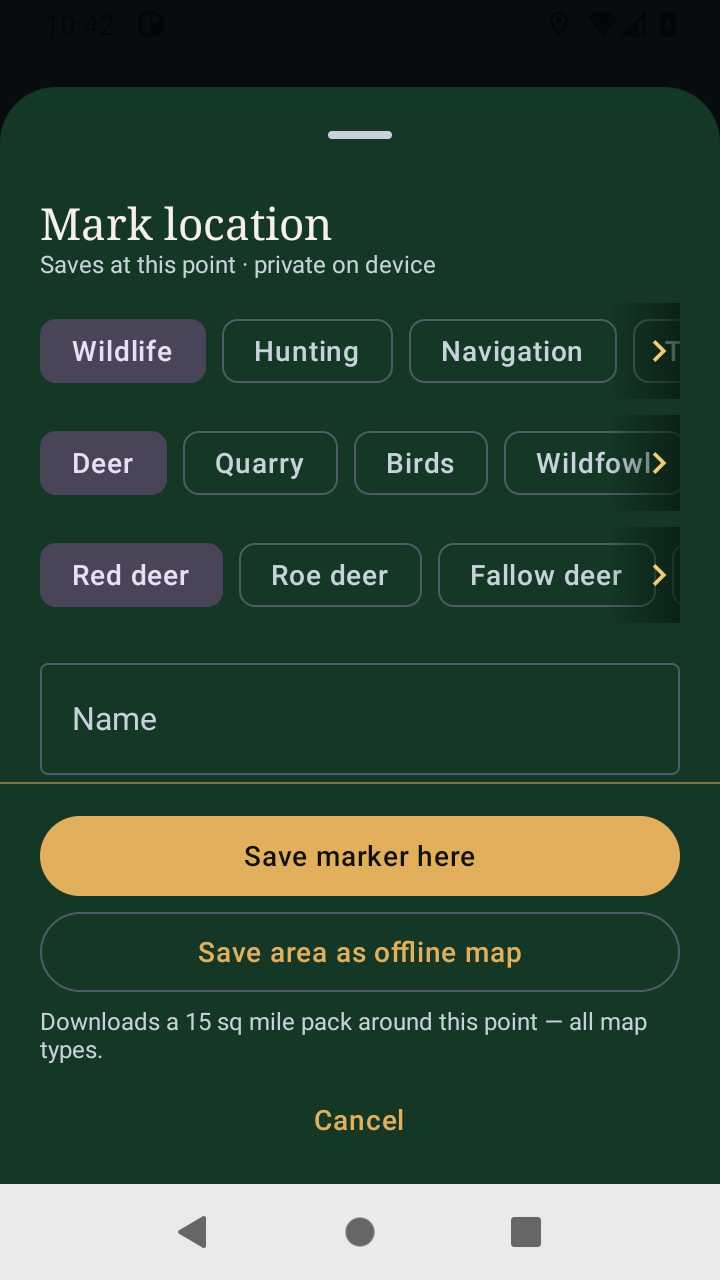 10:42
Mark location
Saves at this point · private on device
Wildlife Hunting Navigation
Deer Quarry Birds Wildfowl
Red deer Roe deer Fallow deer
Name
Save marker here
Save area as offline map
Downloads a 15 sq mile pack around this point — all map
types.
Cancel